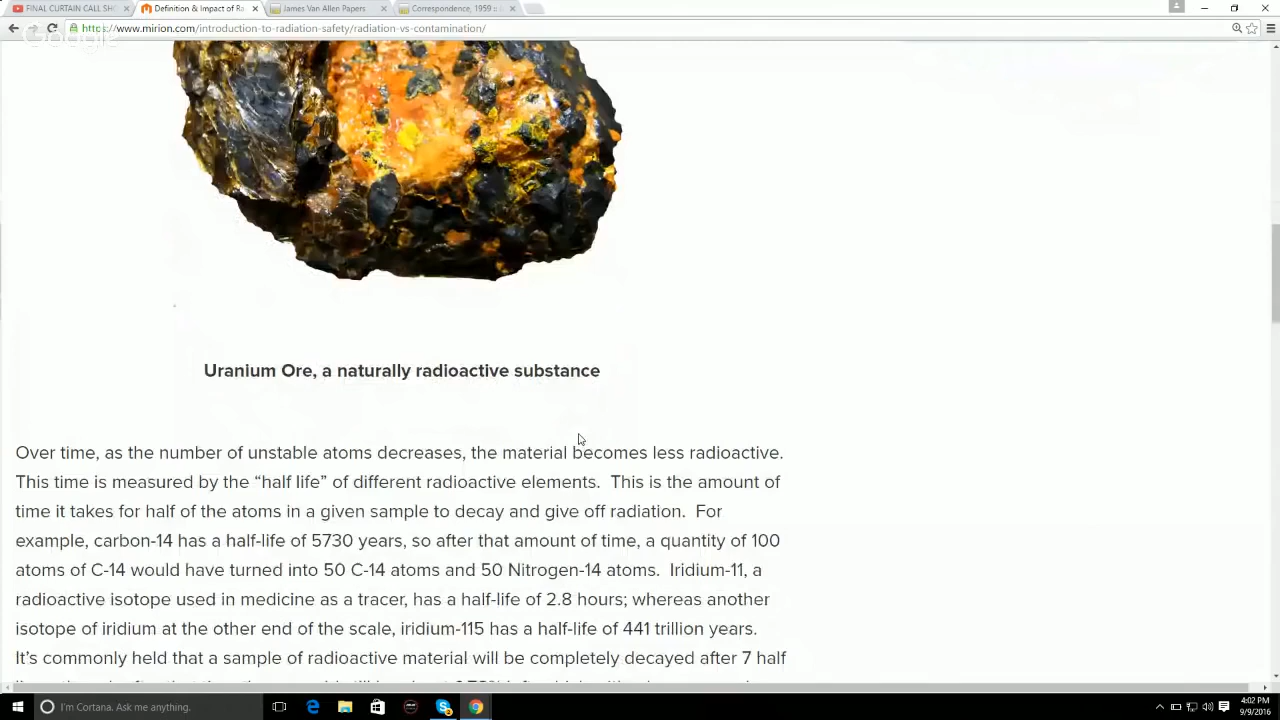 FINAL CURTAIN CALL SH
Definition & Impact of Ra
James Van Allen Papers
Correspondence, 1959 :: i
https://www.mirion.com/introduction-to-radiation-safety/radiation-vs-contamination/
Google
Uranium Ore, a naturally radioactive substance
Over time, as the number of unstable atoms decreases, the material becomes less radioactive.
This time is measured by the “half life” of different radioactive elements. This is the amount of
time it takes for half of the atoms in a given sample to decay and give off radiation. For
example, carbon-14 has a half-life of 5730 years, so after that amount of time, a quantity of 100
atoms of C-14 would have turned into 50 C-14 atoms and 50 Nitrogen-14 atoms. Iridium-11, a
radioactive isotope used in medicine as a tracer, has a half-life of 2.8 hours; whereas another
isotope of iridium at the other end of the scale, iridium-115 has a half-life of 441 trillion years.
It’s commonly held that a sample of radioactive material will be completely decayed after 7 half
I'm Cortana. Ask me anything.
4:02 PM
9/9/2016